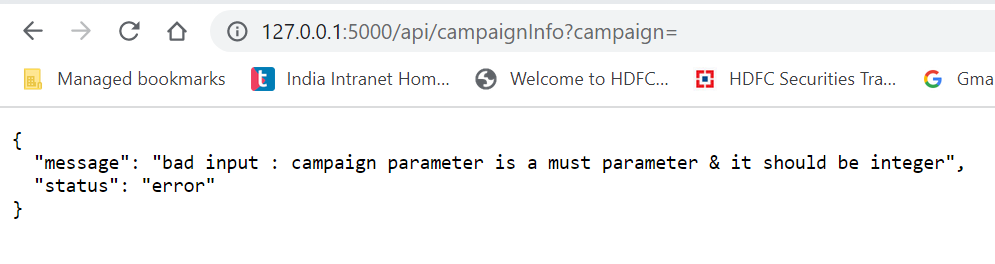 127.0.0.1:5000/api/campaignInfo?campaign=
Managed bookmarks India Intranet Hom... Welcome to HDFC... HDFC Securities Tra... Gma
{
"message": "bad input : campaign parameter is a must parameter & it should be integer",
"status": "error"
}